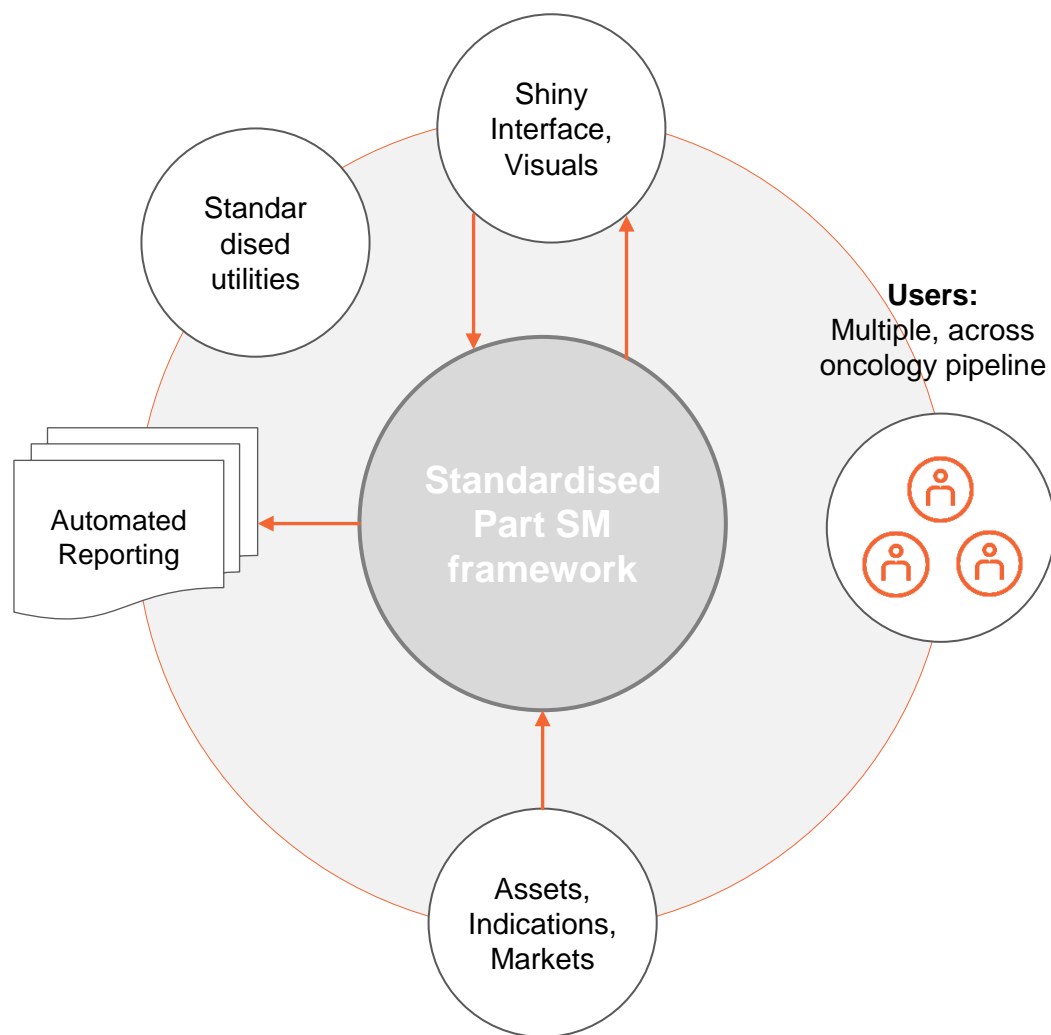 Shiny
Interface,
Visuals
Standar
dised
utilities
Users:
Multiple, across
oncology pipeline
Standardised
Part SM
framework
Automated
Reporting
Assets,
Indications,
Markets